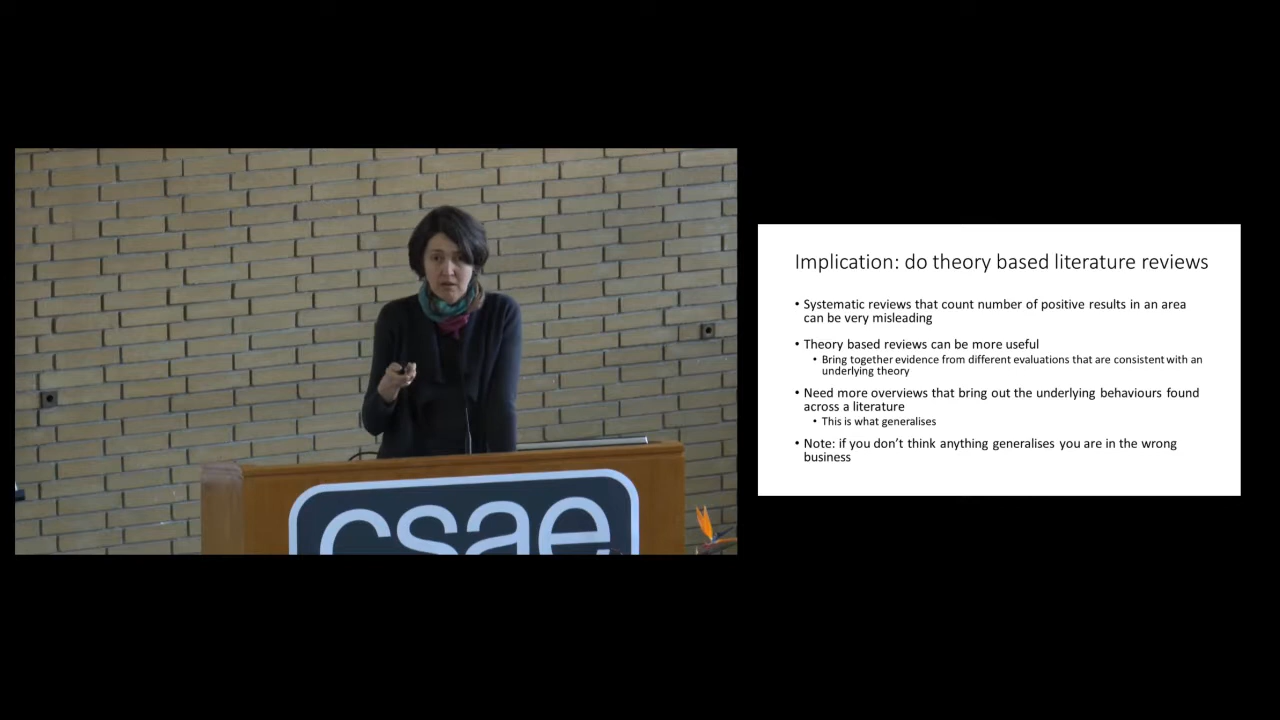 csae
Implication: do theory based literature reviews
• Systematic reviews that count number of positive results in an area
can be very misleading
• Theory based reviews can be more useful
• Bring together evidence from different evaluations that are consistent with an
underlying theory
• Need more overviews that bring out the underlying behaviours found
across a literature
• This is what generalises
• Note: if you don't think anything generalises you are in the wrong
business